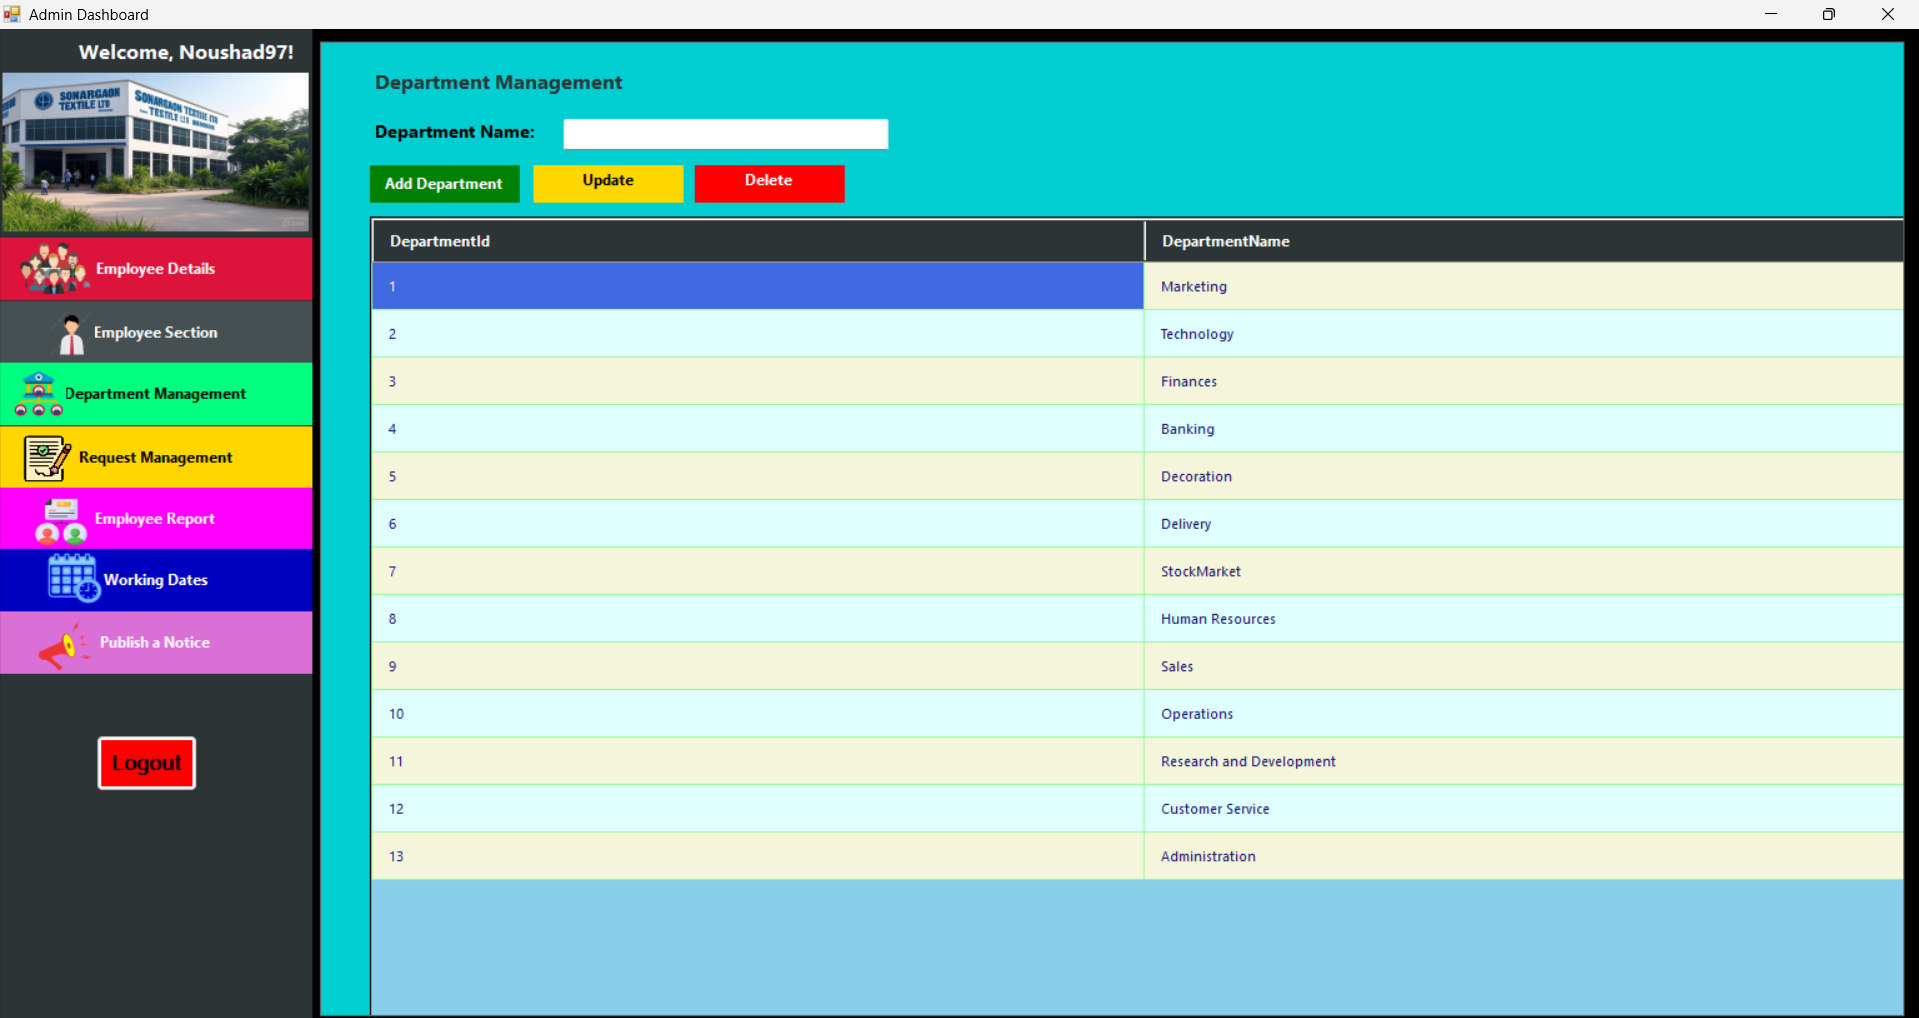 Admin Dashboard
Welcome, Noushad97!
SONARGAON
TEXTILE LTD
Employee Details
Employee Section
Department Management
Request Management
Employee Report
Working Dates
Publish a Notice
Logout
Department Management
Department Name:
Add Department Update Delete
DepartmentId DepartmentName
1 Marketing
2 Technology
3 Finances
4 Banking
5 Decoration
6 Delivery
7 StockMarket
8 Human Resources
9 Sales
10 Operations
11 Research and Development
12 Customer Service
13 Administration